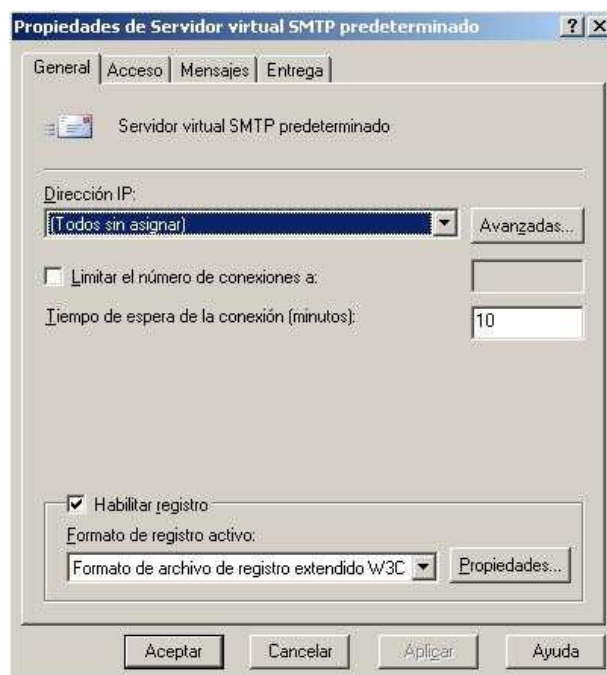 Propiedades de Servidor virtual SMTP predeterminado
General Acceso Mensajes Entrega
Servidor virtual SMTP predeterminado
Dirección IP:
(Todos sin asignar) Avanzadas...
Limitar el número de conexiones a:
Tiempo de espera de la conexión (minutos): 10
Habilitar registro
Formato de registro activo:
Formato de archivo de registro extendido W3C Propiedades...
Aceptar Cancelar Aplicar Ayuda